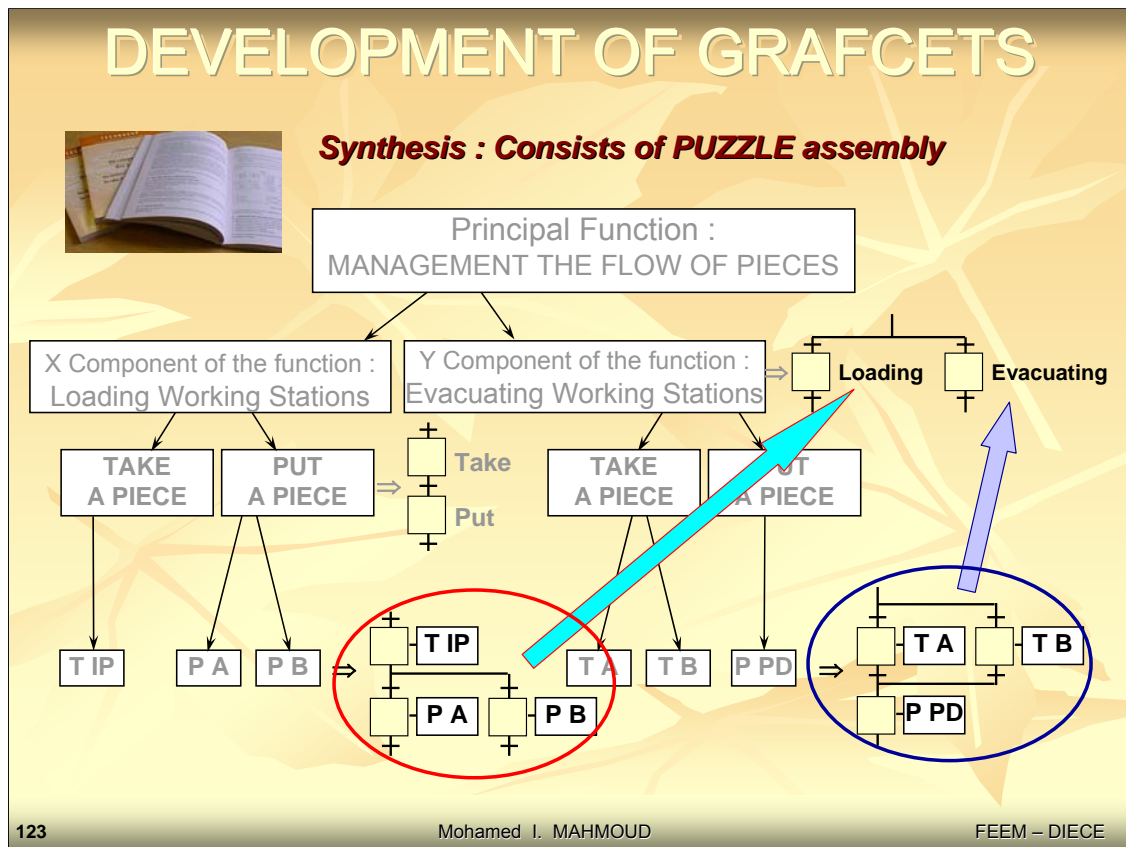 DEVELOPMENT OF GRAFCETS
Synthesis : Consists of PUZZLE assembly
Principal Function :
MANAGEMENT THE FLOW OF PIECES
X Component of the function :
Loading Working Stations
Y Component of the function :
Evacuating Working Stations
⇒
Loading
Evacuating
TAKE
A PIECE
PUT
A PIECE
⇒
Take
Put
TAKE
A PIECE
UT
A PIECE
T IP
P A
P B
⇒
T IP
P A
P B
T A
T B
P PD
⇒
T A
T B
P PD
123
Mohamed I. MAHMOUD
FEEM – DIECE